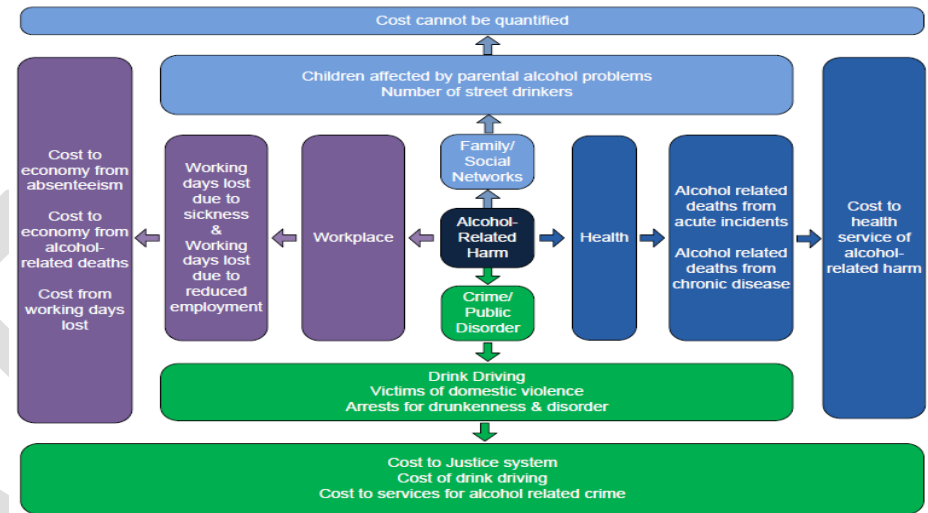 Cost cannot be quantified
Children affected by parental alcohol problems
Number of street drinkers
Cost to
economy from
absenteeism
Cost to
economy from
alcohol-
related deaths
Cost from
working days
lost
Working
days lost
due to
sickness
&
Working
days lost
due to
reduced
employment
Workplace
Family/
Social
Networks
Alcohol-
Related
Harm
Crime/
Public
Disorder
Health
Alcohol related
deaths from
acute incidents
Alcohol related
deaths from
chronic disease
Cost to
health
service of
alcohol-
related harm
Drink Driving
Victims of domestic violence
Arrests for drunkenness & disorder
Cost to Justice system
Cost of drink driving
Cost to services for alcohol related crime